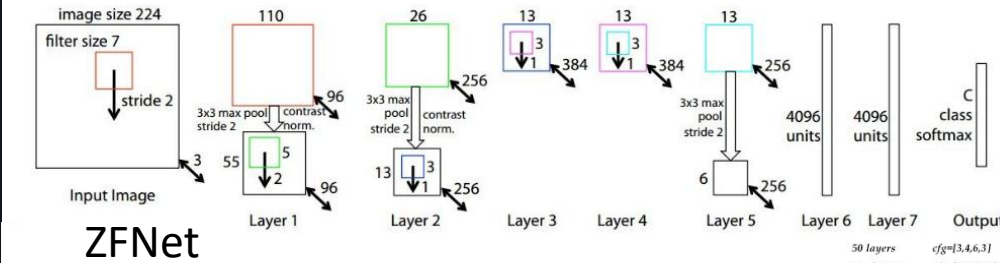 image size 224
filter size 7
stride 2
3
Input Image
110
96
3x3 max pool
stride 2
contrast
norm.
55
5
2
96
Layer 1
26
256
3x3 max
pool
stride 2
contrast
norm.
13
3
1
256
Layer 2
13
3
1
384
Layer 3
13
3
1
384
Layer 4
13
256
3x3 max
pool
stride 2
6
256
Layer 5
4096
units
Layer 6
4096
units
Layer 7
C
class
softmax
Output
ZFNet
50 layers
cfg=[3,4,6,3]